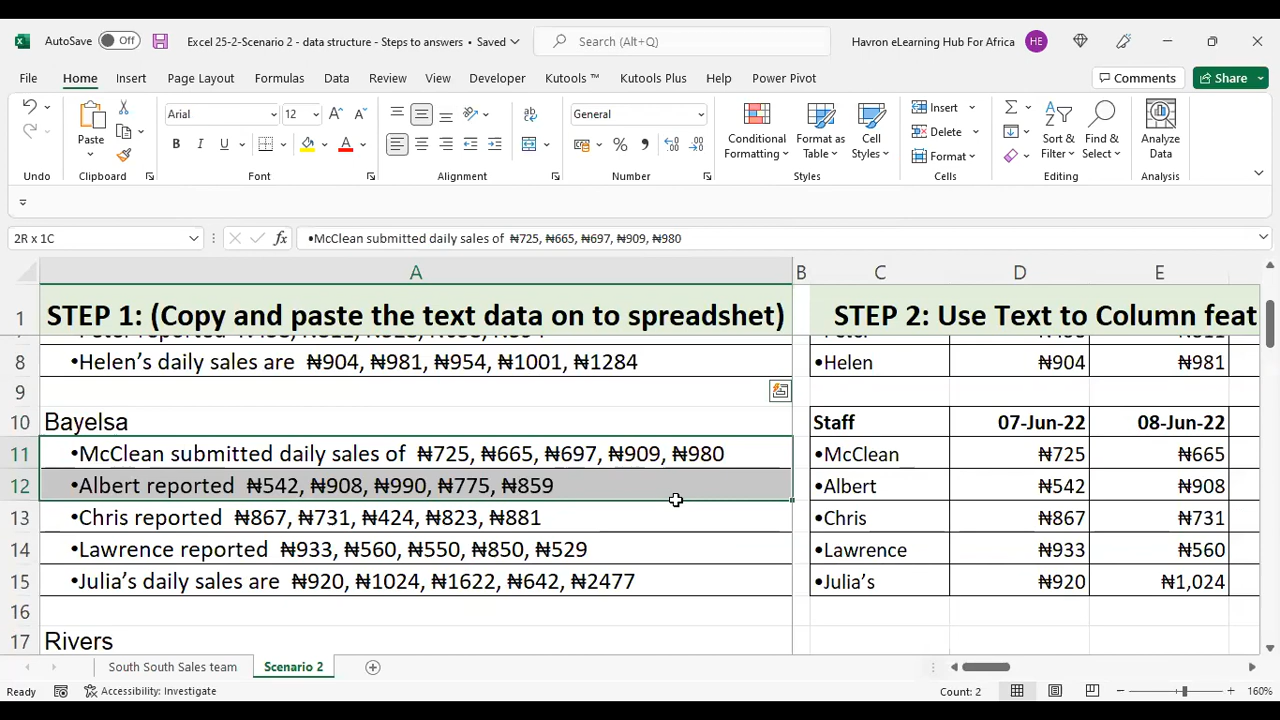 AutoSave Off Excel 25-2-Scenario 2 - data structure - Steps to answers • Saved Search (Alt+Q) Havron eLearning Hub For Africa HE
File Home Insert Page Layout Formulas Data Review View Developer Kutools ™ Kutools Plus Help Power Pivot Comments Share
Arial 12 General
Paste
Conditional Formatting
Format as Table
Cell Styles
Insert
Delete
Format
Sort & Filter
Find & Select
Analyze Data
Undo Clipboard Font Alignment Number Styles Cells Editing Analysis
2R x 1C fx •McClean submitted daily sales of ₦725, ₦665, ₦697, ₦909, ₦980
A B C D E
1 STEP 1: (Copy and paste the text data on to spreadshet) STEP 2: Use Text to Column feat
8 •Helen’s daily sales are ₦904, ₦981, ₦954, ₦1001, ₦1284 •Helen ₦904 ₦981
9
10 Bayelsa Staff 07-Jun-22 08-Jun-22
11 •McClean submitted daily sales of ₦725, ₦665, ₦697, ₦909, ₦980 •McClean ₦725 ₦665
12 •Albert reported ₦542, ₦908, ₦990, ₦775, ₦859 •Albert ₦542 ₦908
13 •Chris reported ₦867, ₦731, ₦424, ₦823, ₦881 •Chris ₦867 ₦731
14 •Lawrence reported ₦933, ₦560, ₦550, ₦850, ₦529 •Lawrence ₦933 ₦560
15 •Julia’s daily sales are ₦920, ₦1024, ₦1622, ₦642, ₦2477 •Julia’s ₦920 ₦1,024
16
17 Rivers
South South Sales team Scenario 2
Ready Accessibility: Investigate Count: 2 160%